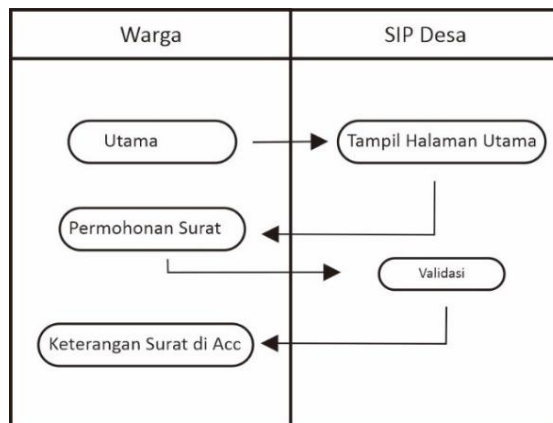 Warga
SIP Desa
Utama
Tampil Halaman Utama
Permohonan Surat
Validasi
Keterangan Surat di Acc